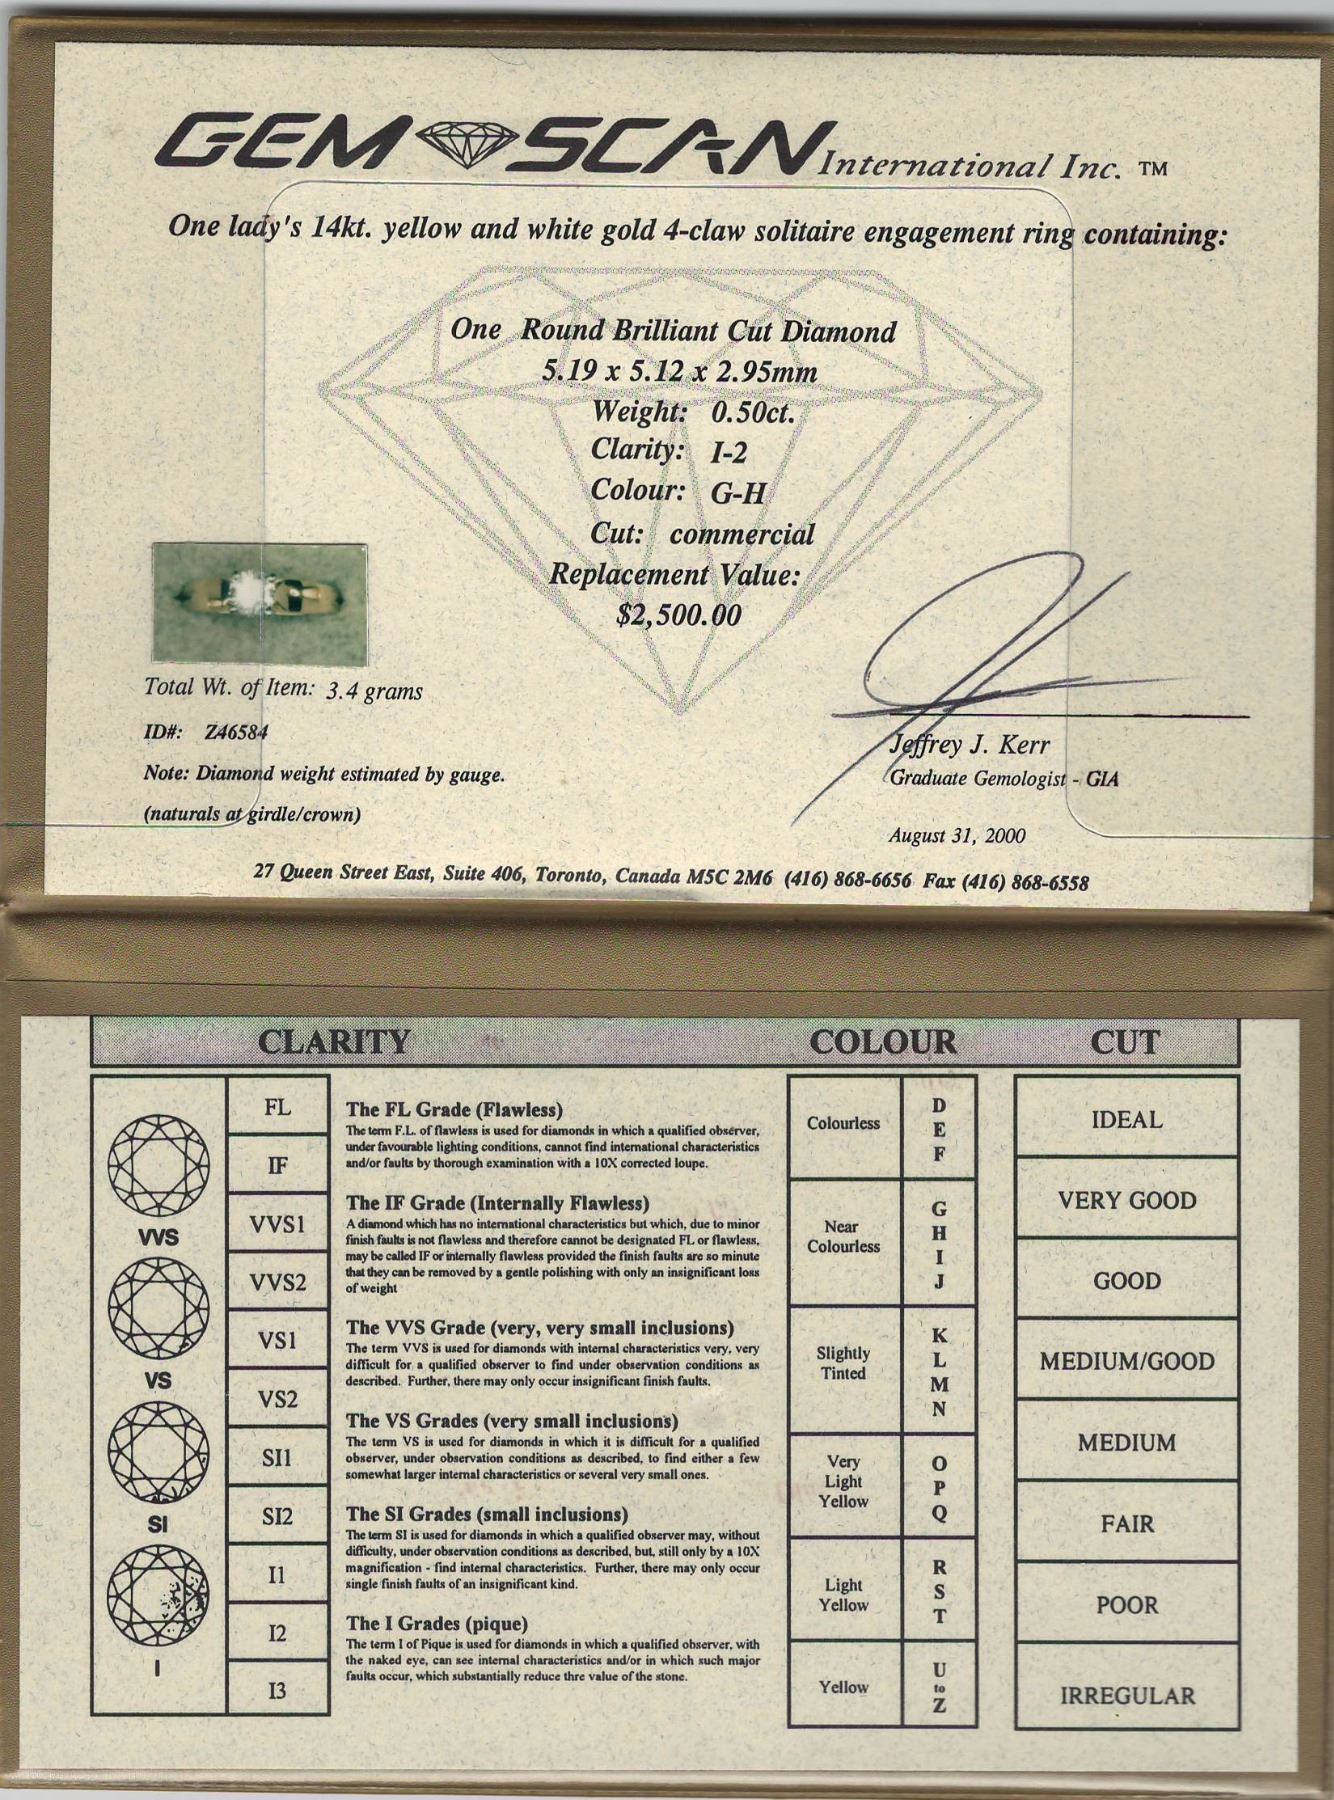 GEM SCAN International Inc. ™
One lady's 14kt. yellow and white gold 4-claw solitaire engagement ring containing:
One Round Brilliant Cut Diamond
5.19 x 5.12 x 2.95mm
Weight: 0.50ct.
Clarity: I-2
Colour: G-H
Cut: commercial
Replacement Value:
$2,500.00
Total Wt. of Item: 3.4 grams
ID#: Z46584
Note: Diamond weight estimated by gauge.
(naturals at girdle/crown)
Jeffrey J. Kerr
Graduate Gemologist - GIA
August 31, 2000
27 Queen Street East, Suite 406, Toronto, Canada M5C 2M6 (416) 868-6656 Fax (416) 868-6558
CLARITY
VVS
VS
SI
I
FL
IF
VVS1
VVS2
VS1
VS2
SI1
SI2
I1
I2
I3
The FL Grade (Flawless)
The term F.L. of flawless is used for diamonds in which a qualified observer,
under favourable lighting conditions, cannot find international characteristics
and/or faults by thorough examination with a 10X corrected loupe.
The IF Grade (Internally Flawless)
A diamond which has no international characteristics but which, due to minor
finish faults is not flawless and therefore cannot be designated FL or flawless,
may be called IF or internally flawless provided the finish faults are so minute
that they can be removed by a gentle polishing with only an insignificant loss
of weight
The VVS Grade (very, very small inclusions)
The term VVS is used for diamonds with internal characteristics very, very
difficult for a qualified observer to find under observation conditions as
described. Further, there may only occur insignificant finish faults.
The VS Grades (very small inclusions)
The term VS is used for diamonds in which it is difficult for a qualified
observer, under observation conditions as described, to find either a few
somewhat larger internal characteristics or several very small ones.
The SI Grades (small inclusions)
The term SI is used for diamonds in which a qualified observer may, without
difficulty, under observation conditions as described, but, still only by a 10X
magnification - find internal characteristics. Further, there may only occur
single finish faults of an insignificant kind.
The I Grades (pique)
The term I of Pique is used for diamonds in which a qualified observer, with
the naked eye, can see internal characteristics and/or in which such major
faults occur, which substantially reduce thre value of the stone.
COLOUR
Colourless
D
E
F
Near
Colourless
G
H
I
J
Slightly
Tinted
K
L
M
N
Very
Light
Yellow
O
P
Q
Light
Yellow
R
S
T
Yellow
U
to
Z
CUT
IDEAL
VERY GOOD
GOOD
MEDIUM/GOOD
MEDIUM
FAIR
POOR
IRREGULAR